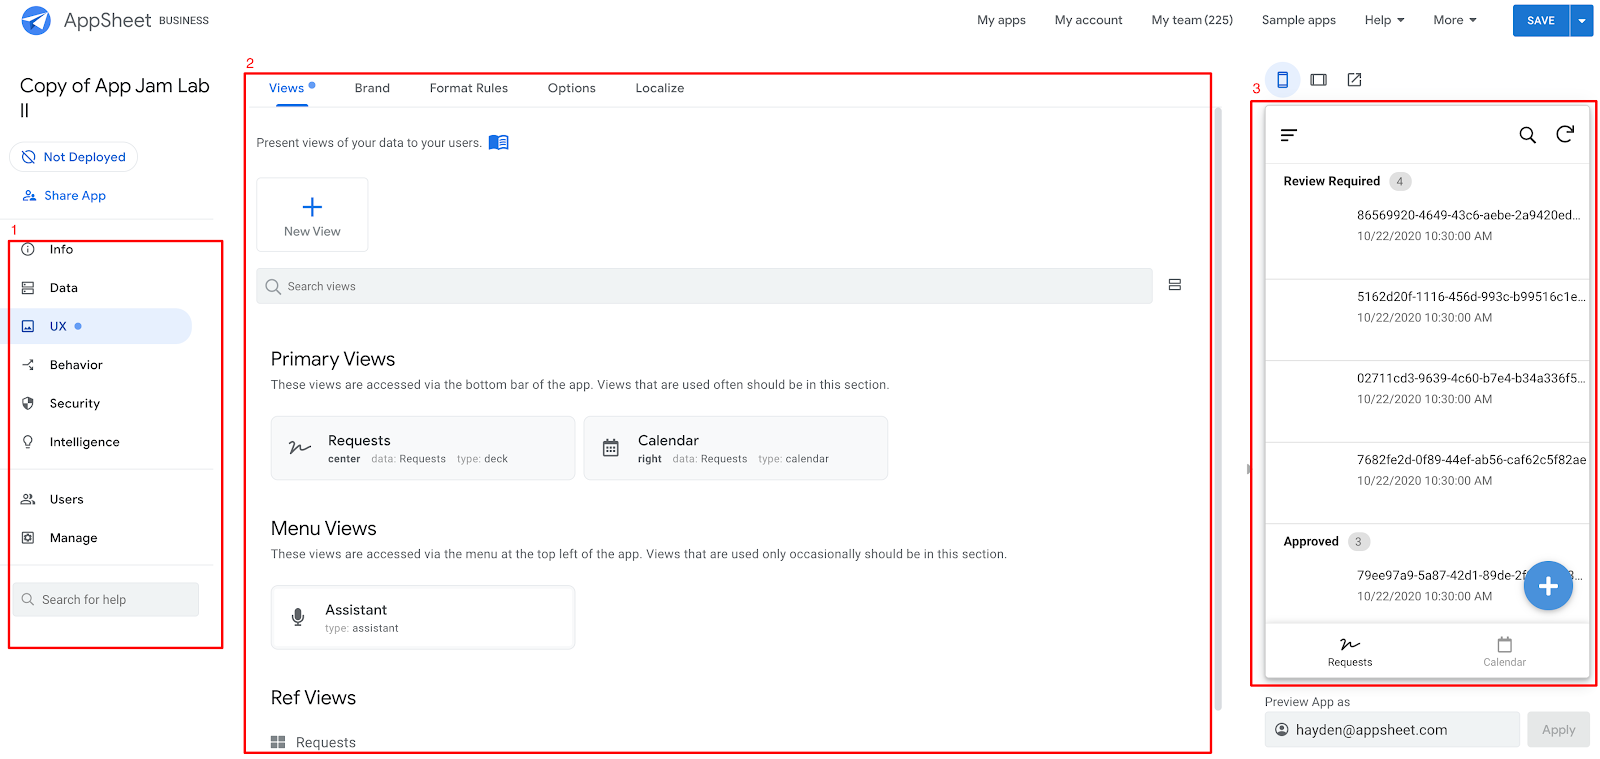 AppSheet BUSINESS
My apps My account My team (225) Sample apps Help More SAVE
Copy of App Jam Lab
II
Not Deployed
Share App
1
Info
Data
UX
Behavior
Security
Intelligence
Users
Manage
Search for help
2
Views Brand Format Rules Options Localize
Present views of your data to your users.
New View
Search views
Primary Views
These views are accessed via the bottom bar of the app. Views that are used often should be in this section.
Requests
center data: Requests type: deck
Calendar
right data: Requests type: calendar
Menu Views
These views are accessed via the menu at the top left of the app. Views that are used only occasionally should be in this section.
Assistant
type: assistant
Ref Views
Requests
3
Review Required 4
86569920-4649-43c6-aebe-2a9420ed...
10/22/2020 10:30:00 AM
5162d20f-1116-456d-993c-b99516c1e...
10/22/2020 10:30:00 AM
02711cd3-9639-4c60-b7e4-b34a336f5...
10/22/2020 10:30:00 AM
7682fe2d-0f89-44ef-ab56-caf62c5f82ae
10/22/2020 10:30:00 AM
Approved 3
79ee97a9-5a87-42d1-89de-2
10/22/2020 10:30:00 AM
Requests
Calendar
Preview App as
hayden@appsheet.com
Apply